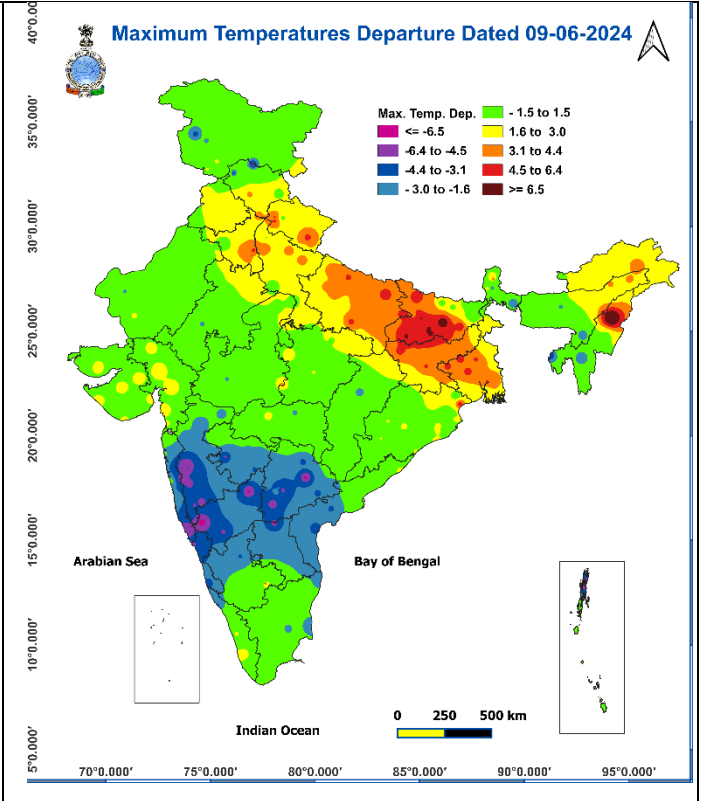 Maximum Temperatures Departure Dated 09-06-2024
Max. Temp. Dep.
<= -6.5
-6.4 to -4.5
-4.4 to -3.1
- 3.0 to -1.6
- 1.5 to 1.5
1.6 to 3.0
3.1 to 4.4
4.5 to 6.4
>= 6.5
40°0.000'
35°0.000'
30°0.000'
25°0.000'
20°0.000'
15°0.000'
10°0.000'
5°0.000'
Arabian Sea
Bay of Bengal
Indian Ocean
0 250 500 km
70°0.000' 75°0.000' 80°0.000' 85°0.000' 90°0.000' 95°0.000'